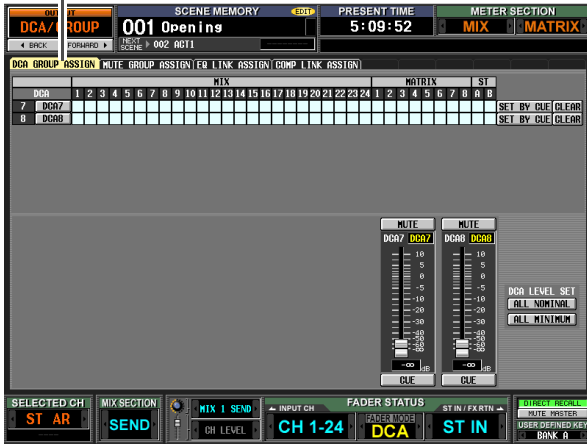 OUTPUT SCENE MEMORY EDIT PRESENT TIME METER SECTION
DCA/GROUP 001 Opening 5:09:52 MIX MATRIX
BACK FORWARD NEXT SCENE 002 ACT1
DCA GROUP ASSIGN MUTE GROUP ASSIGN EQ LINK ASSIGN COMP LINK ASSIGN
MIX MATRIX ST
DCA 1 2 3 4 5 6 7 8 9 10 11 12 13 14 15 16 17 18 19 20 21 22 23 24 1 2 3 4 5 6 7 8 A B
7 DCA7 SET BY CUE CLEAR
8 DCA8 SET BY CUE CLEAR
MUTE MUTE
DCA7 DCA7 DCA8 DCA8
10 10
5 5
0 0
-5 -5
-10 -10
-20 -20
-30 -30
-40 -40
-50 -50
-60 -60
-∞ -∞
-∞ dB -∞ dB
CUE CUE
DCA LEVEL SET
ALL NOMINAL
ALL MINIMUM
SELECTED CH MIX SECTION MIX 1 SEND INPUT CH FADER STATUS ST IN / FX RTN DIRECT RECALL
ST AR SEND CH LEVEL CH 1-24 FADER MODE DCA ST IN MUTE MASTER
USER DEFINED KEY
BANK A